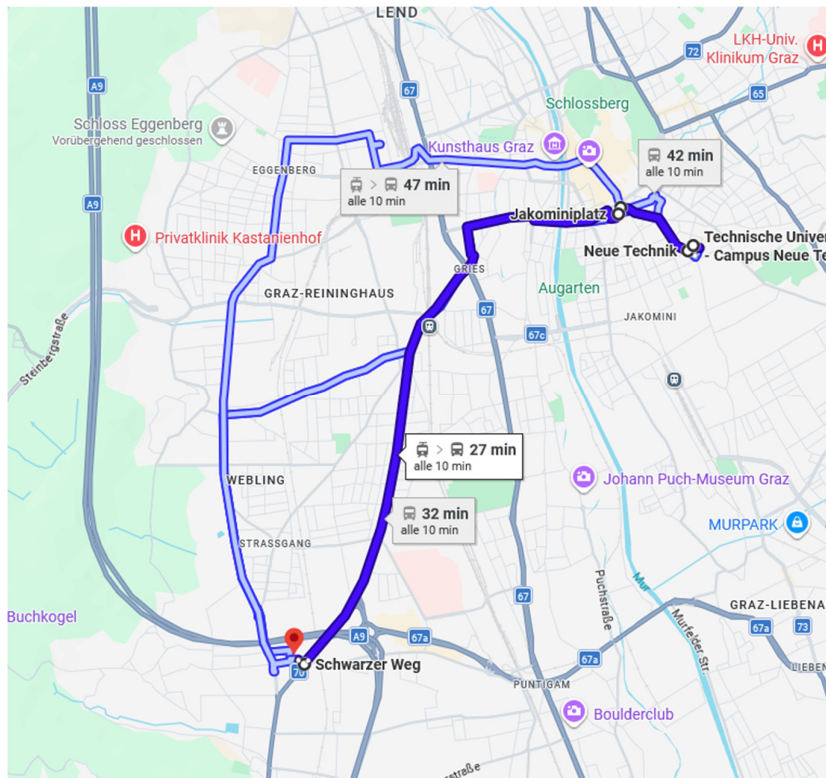 LEND
72
LKH-Univ.
Klinikum Graz
H
A9
67
65
Schlossberg
Schloss Eggenberg
Vorübergehend geschlossen
Kunsthaus Graz
42 min
alle 10 min
EGGENBERG
47 min
alle 10 min
A9
Jakominiplatz
H
Privatklinik Kastanienhof
Neue Technik
Technische Univer
- Campus Neue Te
GRIES
Augarten
GRAZ-REININGHAUS
67
JAKOMINI
67c
Steinbergstraße
27 min
alle 10 min
WEBLING
Johann Puch-Museum Graz
32 min
alle 10 min
MURPARK
STRASSGANG
Mur
Puchstraße
67
GRAZ-LIEBENA
Buchkogel
Murfelder Str.
67a
73
A9
67a
67a
LIEBEN
Schwarzer Weg
70
PUNTIGAM
Boulderclub
straße